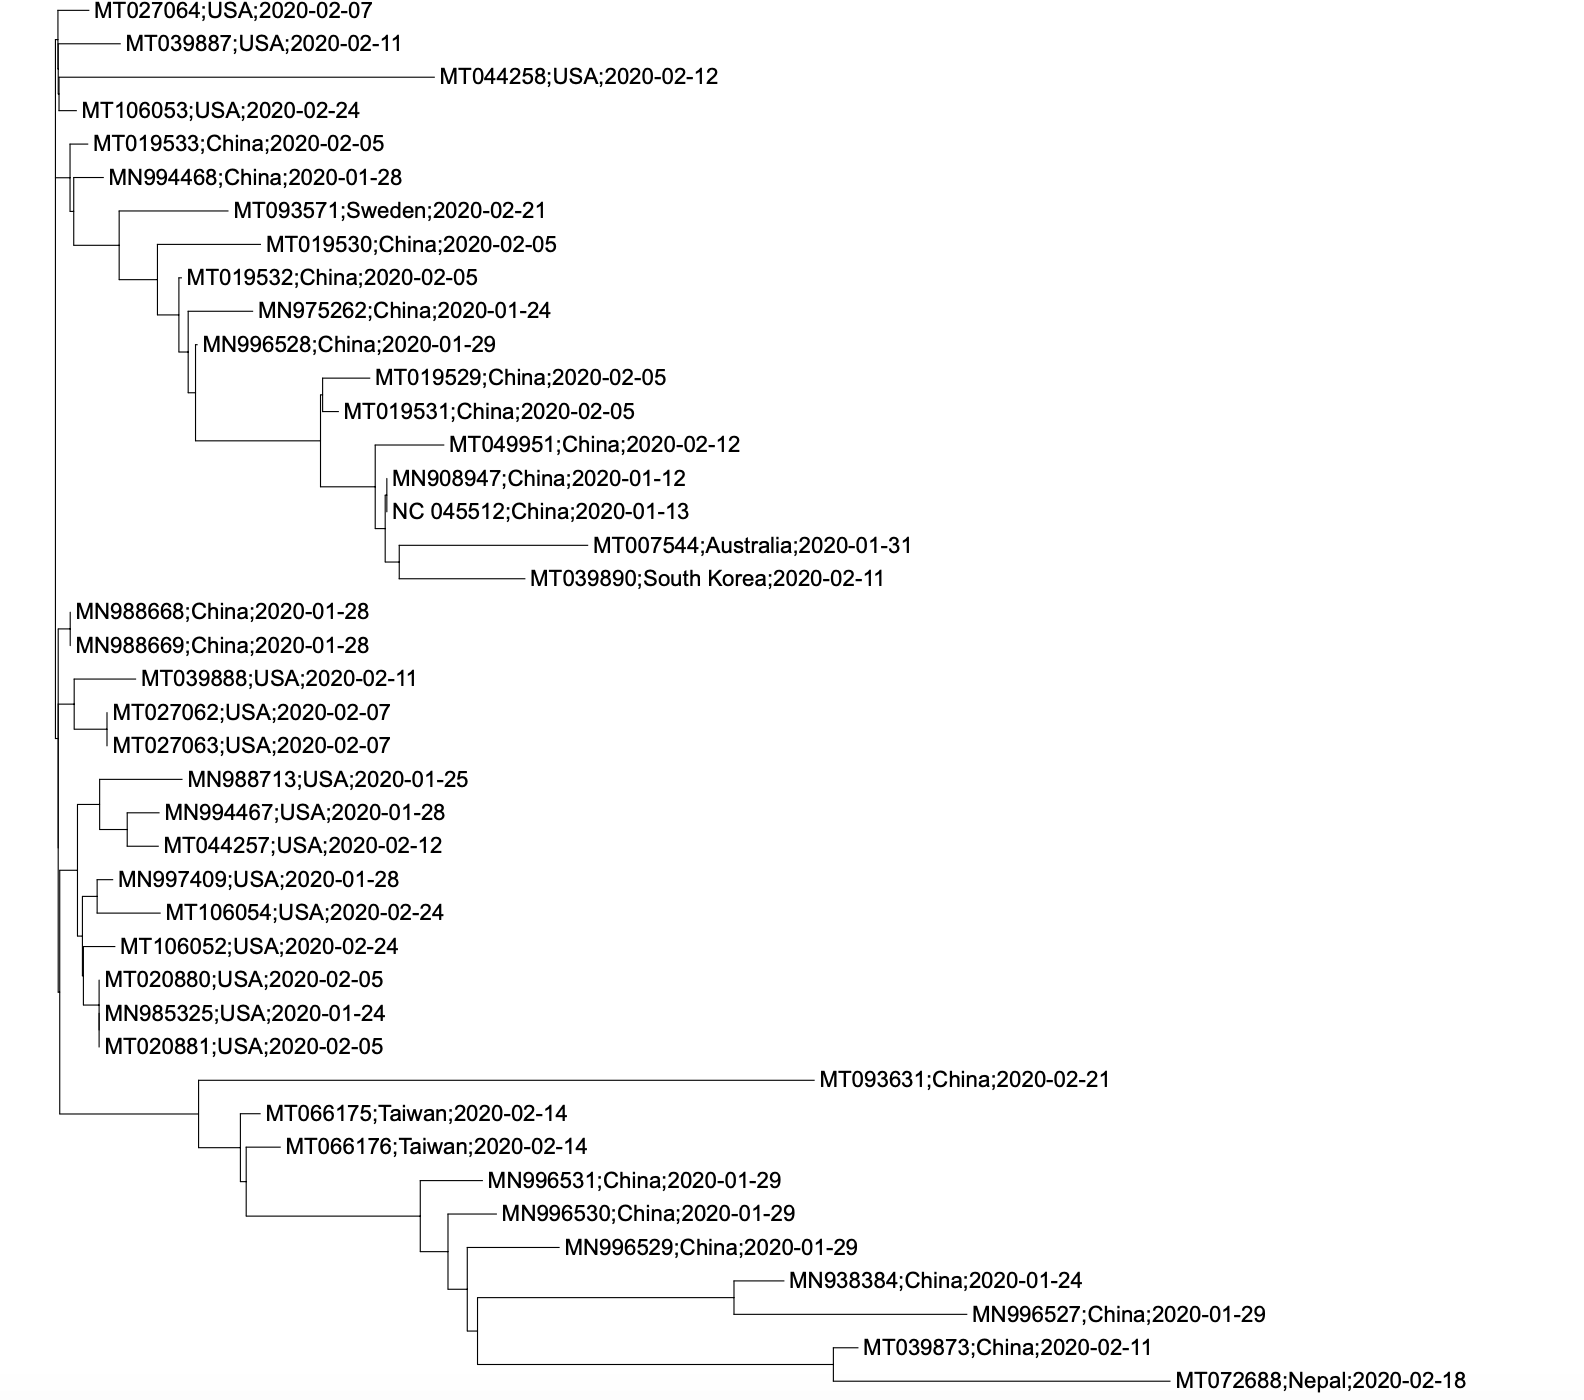 MT027064;USA;2020-02-07
MT039887;USA;2020-02-11
MT044258;USA;2020-02-12
MT106053;USA;2020-02-24
MT019533;China;2020-02-05
MN994468;China;2020-01-28
MT093571;Sweden;2020-02-21
MT019530;China;2020-02-05
MT019532;China;2020-02-05
MN975262;China;2020-01-24
MN996528;China;2020-01-29
MT019529;China;2020-02-05
MT019531;China;2020-02-05
MT049951;China;2020-02-12
MN908947;China;2020-01-12
NC 045512;China;2020-01-13
MT007544;Australia;2020-01-31
MT039890;South Korea;2020-02-11
MN988668;China;2020-01-28
MN988669;China;2020-01-28
MT039888;USA;2020-02-11
MT027062;USA;2020-02-07
MT027063;USA;2020-02-07
MN988713;USA;2020-01-25
MN994467;USA;2020-01-28
MT044257;USA;2020-02-12
MN997409;USA;2020-01-28
MT106054;USA;2020-02-24
MT106052;USA;2020-02-24
MT020880;USA;2020-02-05
MN985325;USA;2020-01-24
MT020881;USA;2020-02-05
MT093631;China;2020-02-21
MT066175;Taiwan;2020-02-14
MT066176;Taiwan;2020-02-14
MN996531;China;2020-01-29
MN996530;China;2020-01-29
MN996529;China;2020-01-29
MN938384;China;2020-01-24
MN996527;China;2020-01-29
MT039873;China;2020-02-11
MT072688;Nepal;2020-02-18